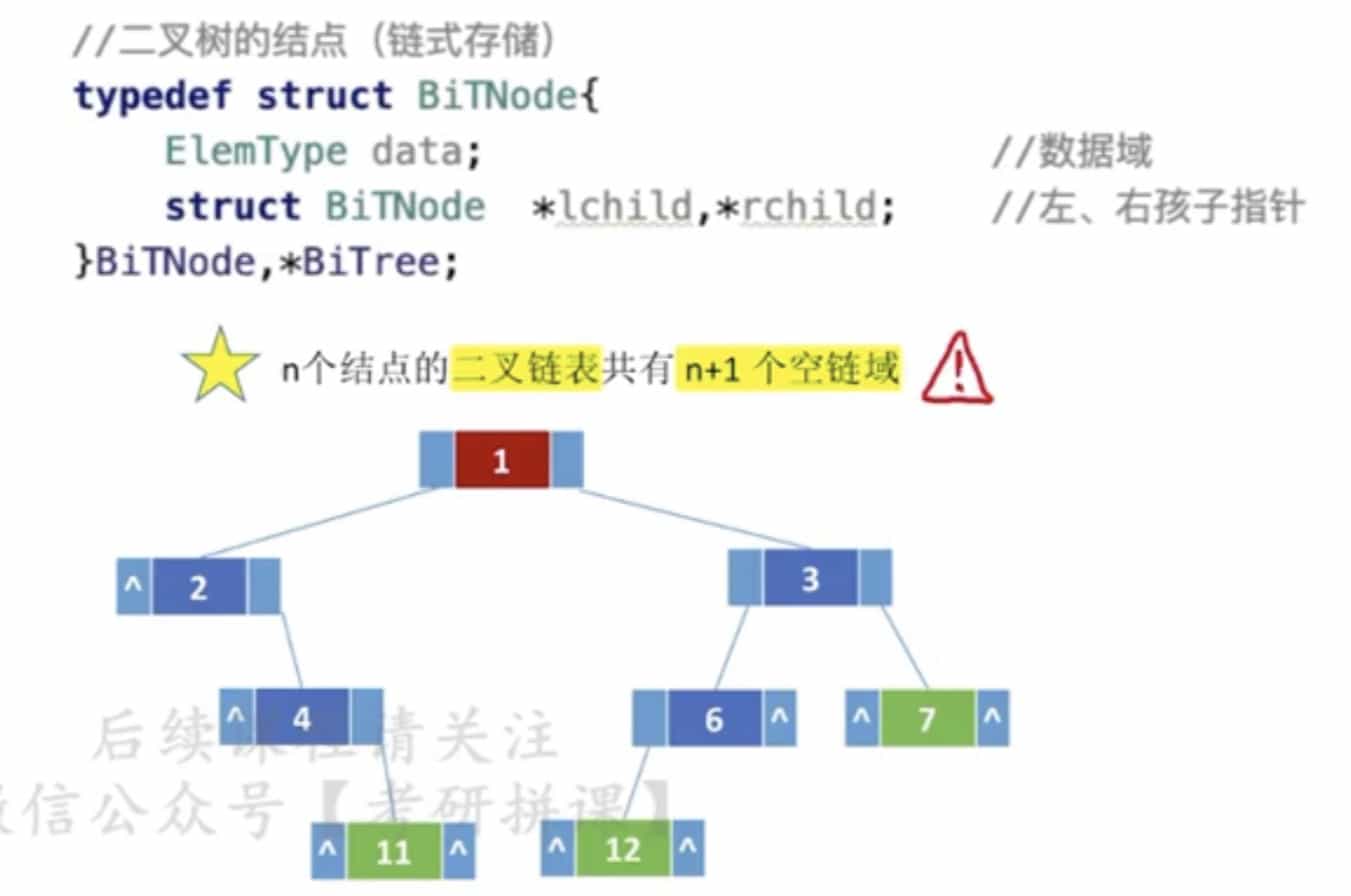 //二叉树的结点（链式存储）
typedef struct BiTNode{
    ElemType data;                    //数据域
    struct BiTNode  *lchild,*rchild;    //左、右孩子指针
}BiTNode,*BiTree;
n个结点的二叉链表共有 n+1 个空链域
1
^ 2
3
^ 4
6 ^
^ 7 ^
后续课程请关注
微信公众号【考研拼课】
^ 11 ^
^ 12 ^